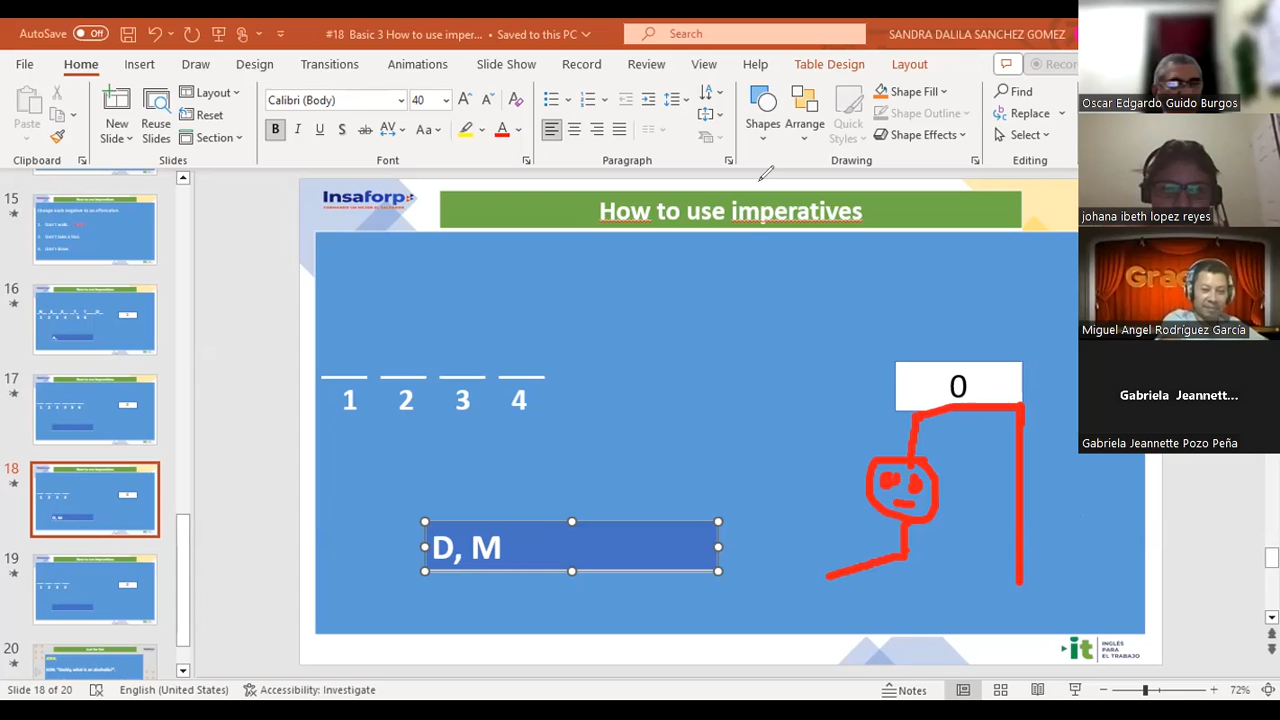 AutoSave Off #18 Basic 3 How to use imper... - Saved to this PC Search SANDRA DALILA SANCHEZ GOMEZ
File Home Insert Draw Design Transitions Animations Slide Show Record Review View Help Table Design Layout Recor
Paste New Slide Reuse Slides Layout Reset Section Calibri (Body) 40 Shapes Arrange Quick Styles Shape Fill Shape Outline Shape Effects Find Replace Select
Clipboard Slides Font Paragraph Drawing Editing
15
16
17
18
19
20
Insaforp
How to use imperatives
1 2 3 4
0
D, M
it INGLÉS PARA EL TRABAJO
Oscar Edgardo Guido Burgos
johana ibeth lopez reyes
Miguel Angel Rodríguez García
Gabriela Jeannett...
Gabriela Jeannette Pozo Peña
Slide 18 of 20 English (United States) Accessibility: Investigate Notes 72%